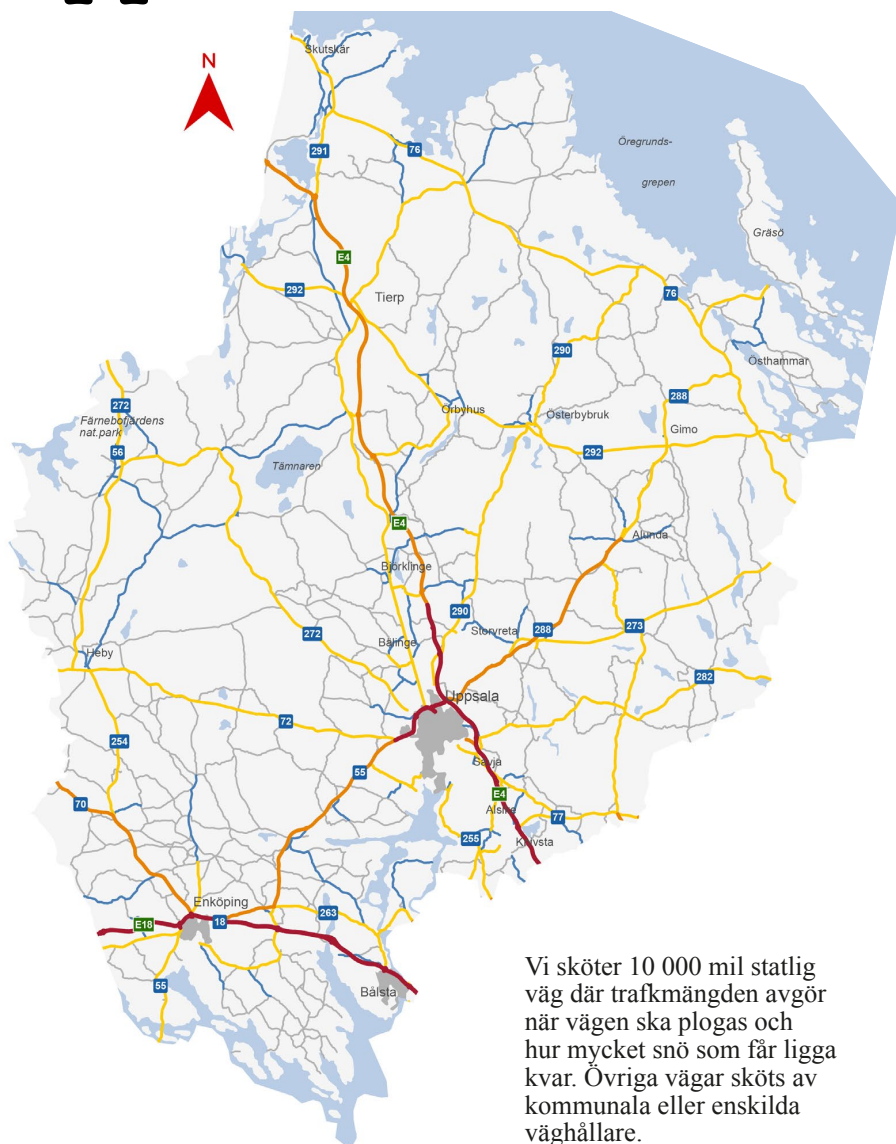 N
Skutskär
291
76
Öregrunds-
grepen
Gräsö
E4
292
Tierp
76
290
Östhammar
272
288
Färnebofjärdens
nat.park
Örbyhus
Österbybruk
Gimo
56
292
Tämnaren
E4
Alunda
Björklinge
290
Storvreta
288
273
272
Bälinge
Heby
282
Uppsala
72
254
Sävja
55
E4
70
Alsike
77
255
Knivsta
Enköping
263
E18
18
55
Bålsta
Vi sköter 10 000 mil statlig
väg där trafkmängden avgör
när vägen ska plogas och
hur mycket snö som får ligga
kvar. Övriga vägar sköts av
kommunala eller enskilda
väghållare.